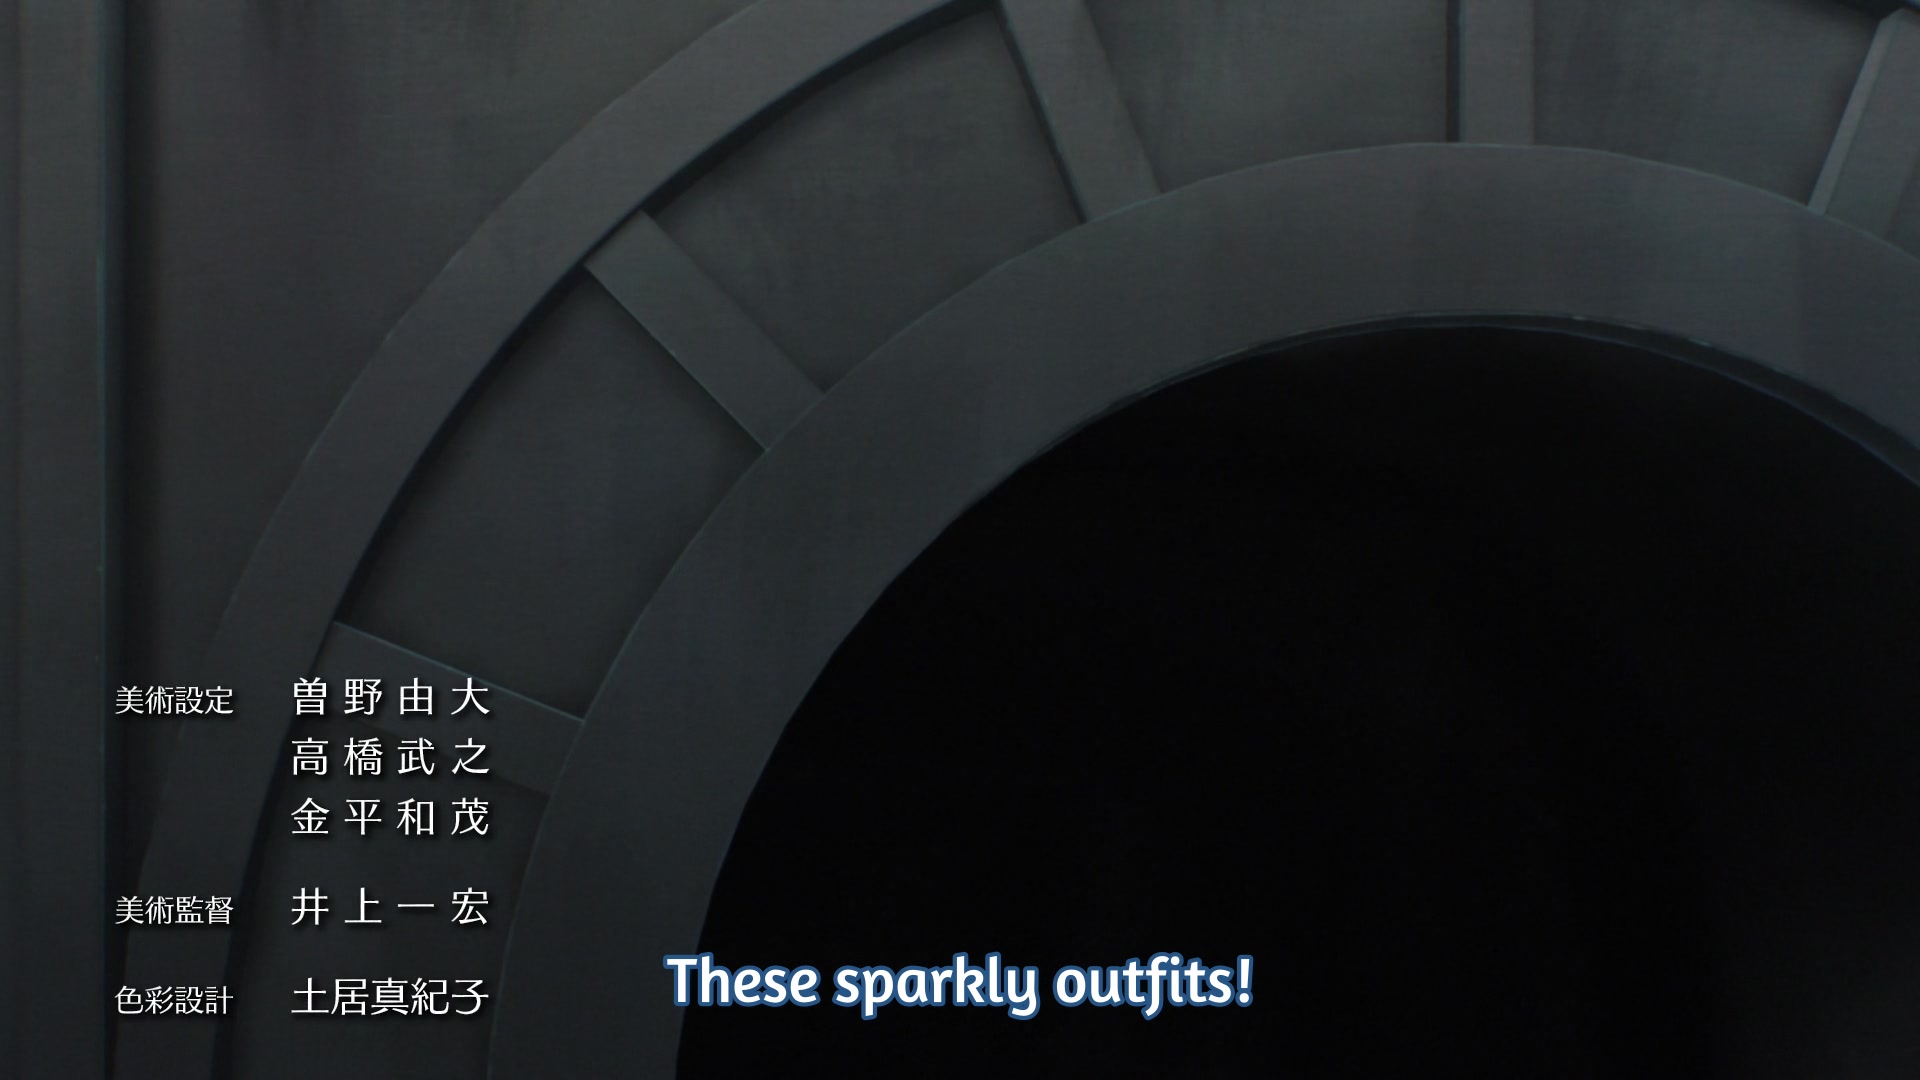 美術設定 曽野由大
高橋武之
金平和茂
美術監督 井上一宏
色彩設計 土居真紀子
These sparkly outfits!